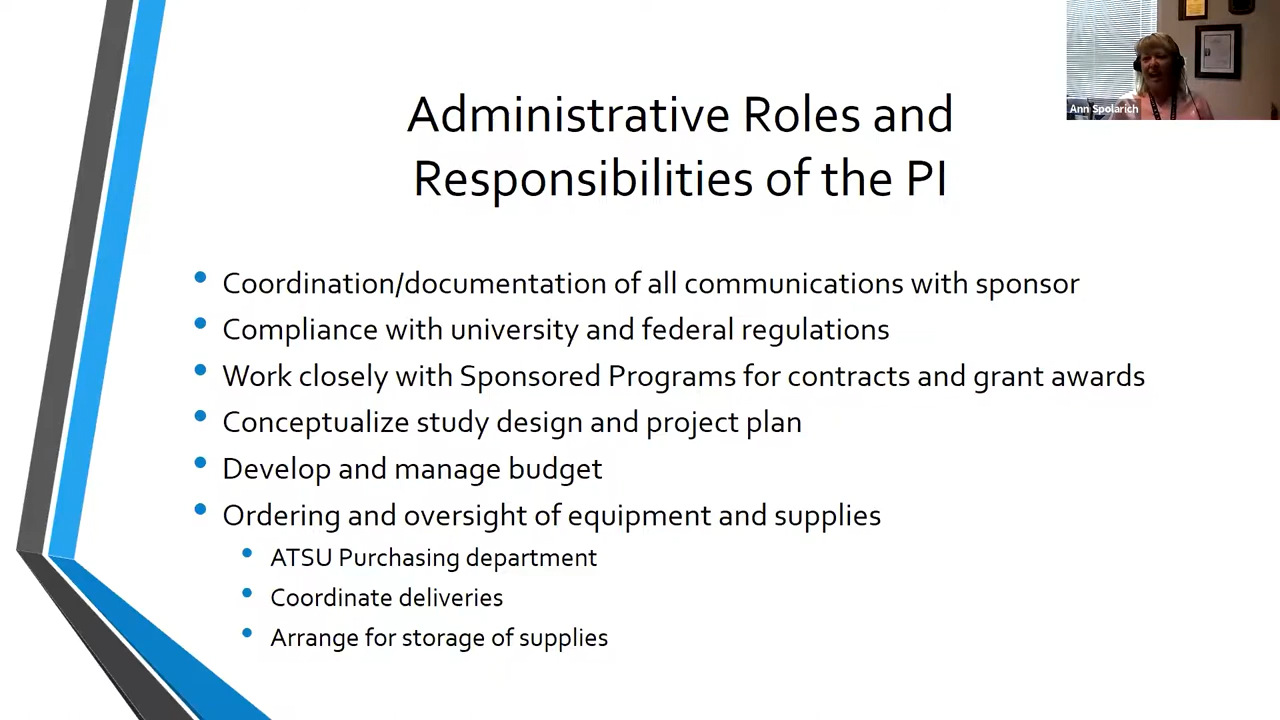 Ann Spolarich
Administrative Roles and
Responsibilities of the PI
Coordination/documentation of all communications with sponsor
Compliance with university and federal regulations
Work closely with Sponsored Programs for contracts and grant awards
Conceptualize study design and project plan
Develop and manage budget
Ordering and oversight of equipment and supplies
ATSU Purchasing department
Coordinate deliveries
Arrange for storage of supplies